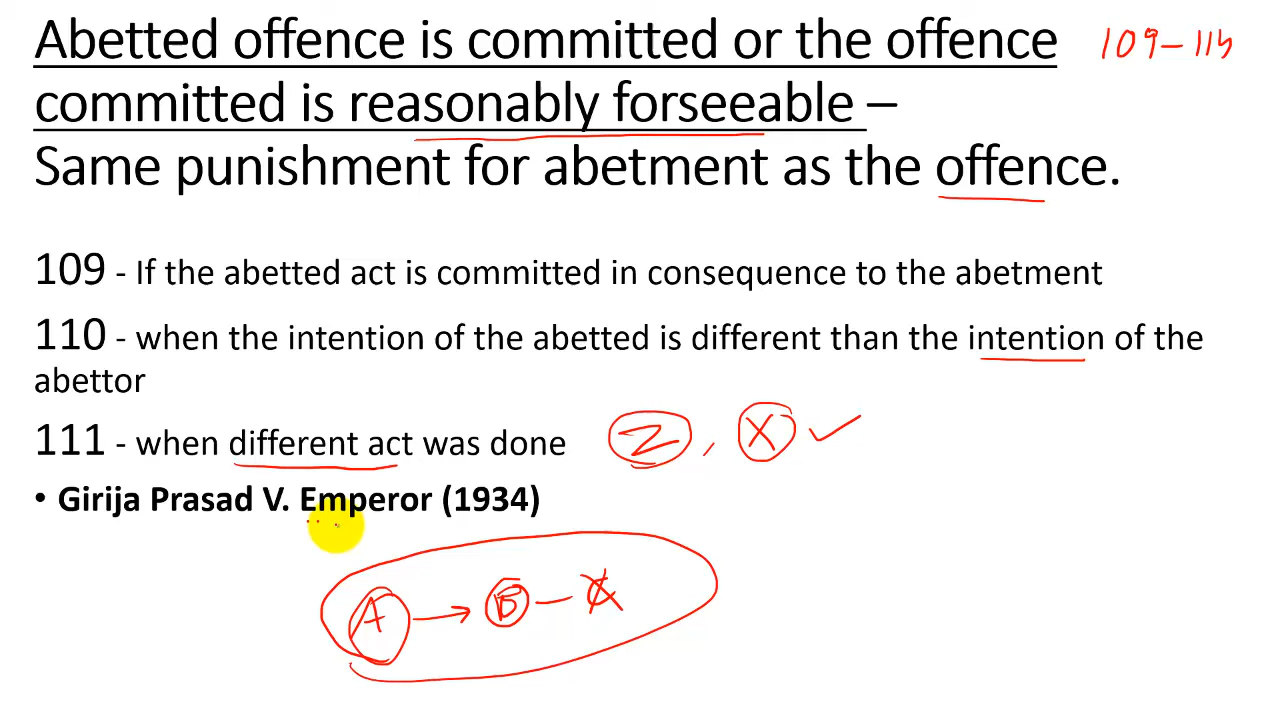 Abetted offence is committed or the offence 109-115
committed is reasonably forseeable –
Same punishment for abetment as the offence.
109 - If the abetted act is committed in consequence to the abetment
110 - when the intention of the abetted is different than the intention of the
abettor
111 - when different act was done Z, X ✓
• Girija Prasad V. Emperor (1934)
A → B -